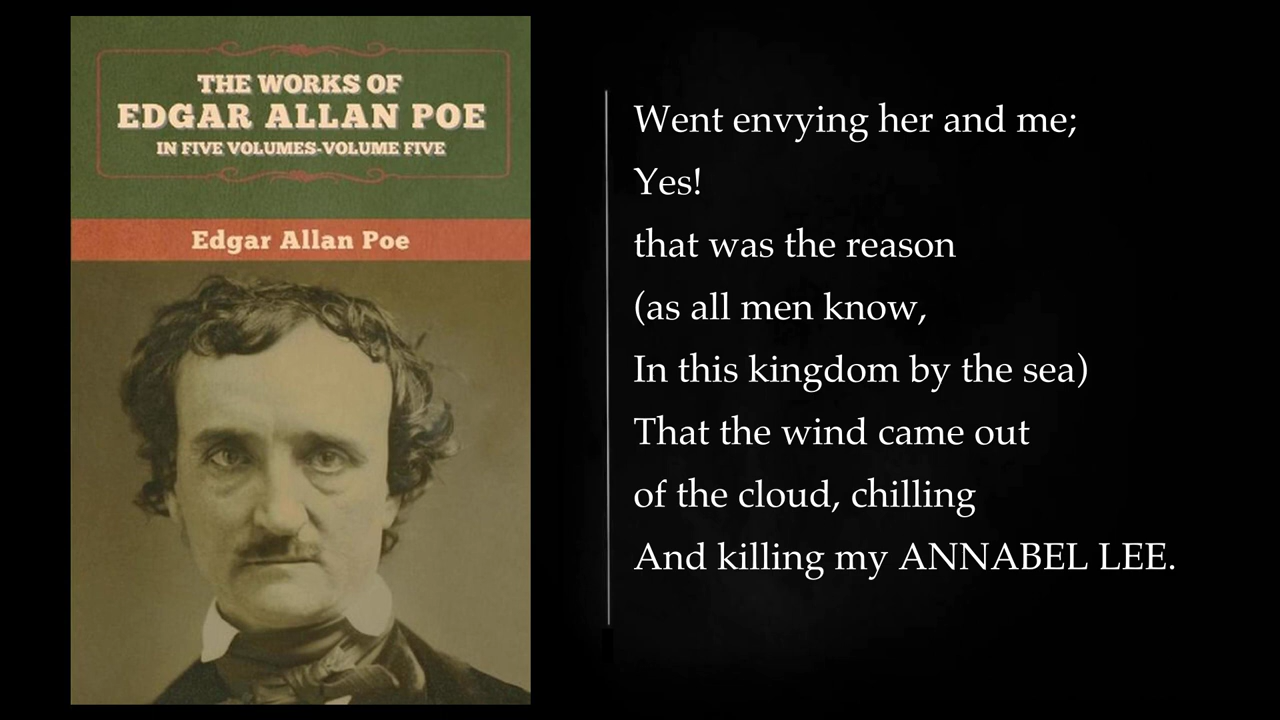 THE WORKS OF
EDGAR ALLAN POE
IN FIVE VOLUMES-VOLUME FIVE
Edgar Allan Poe
Went envying her and me;
Yes!
that was the reason
(as all men know,
In this kingdom by the sea)
That the wind came out
of the cloud, chilling
And killing my ANNABEL LEE.